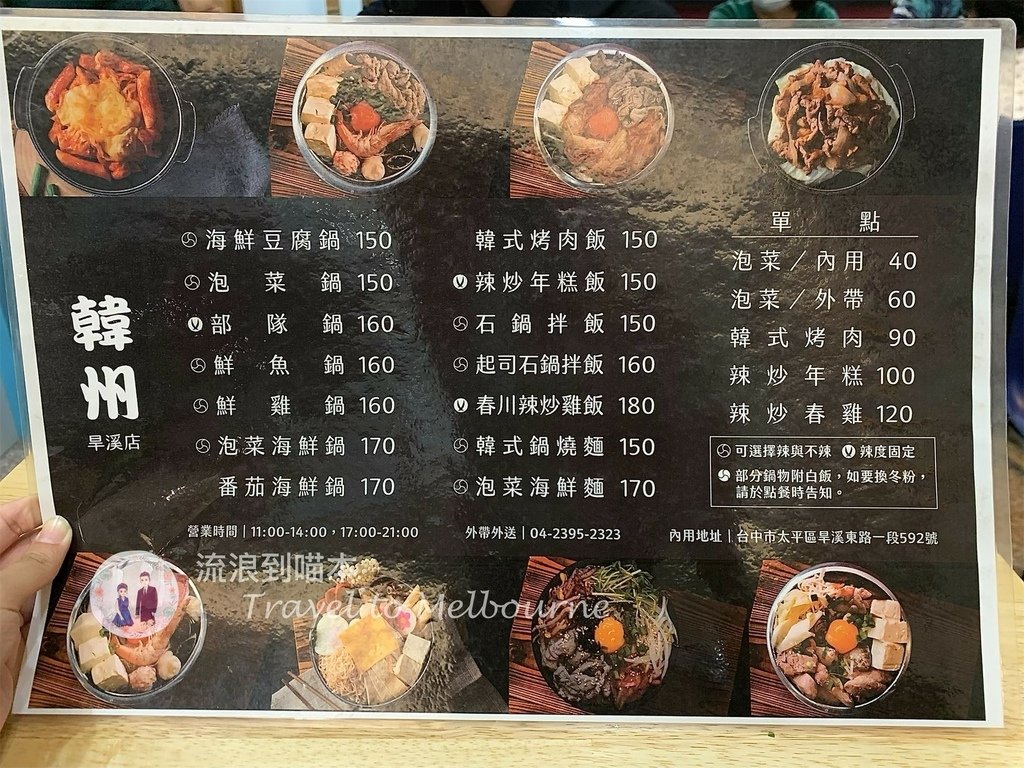 韓州
旱溪店
海鮮豆腐鍋 150
泡菜鍋 150
部隊鍋 160
鮮魚鍋 160
鮮雞鍋 160
泡菜海鮮鍋 170
番茄海鮮鍋 170
韓式烤肉飯 150
辣炒年糕飯 150
石鍋拌飯 150
起司石鍋拌飯 160
春川辣炒雞飯 180
韓式鍋燒麵 150
泡菜海鮮麵 170
單點
泡菜／內用 40
泡菜／外帶 60
韓式烤肉 90
辣炒年糕 100
辣炒春雞 120
可選擇辣與不辣 辣度固定
部分鍋物附白飯，如要換冬粉，
請於點餐時告知。
營業時間｜11:00-14:00，17:00-21:00
外帶外送｜04-2395-2323
內用地址｜台中市太平區旱溪東路一段592號
流浪到喵本
Travel to Melbourne